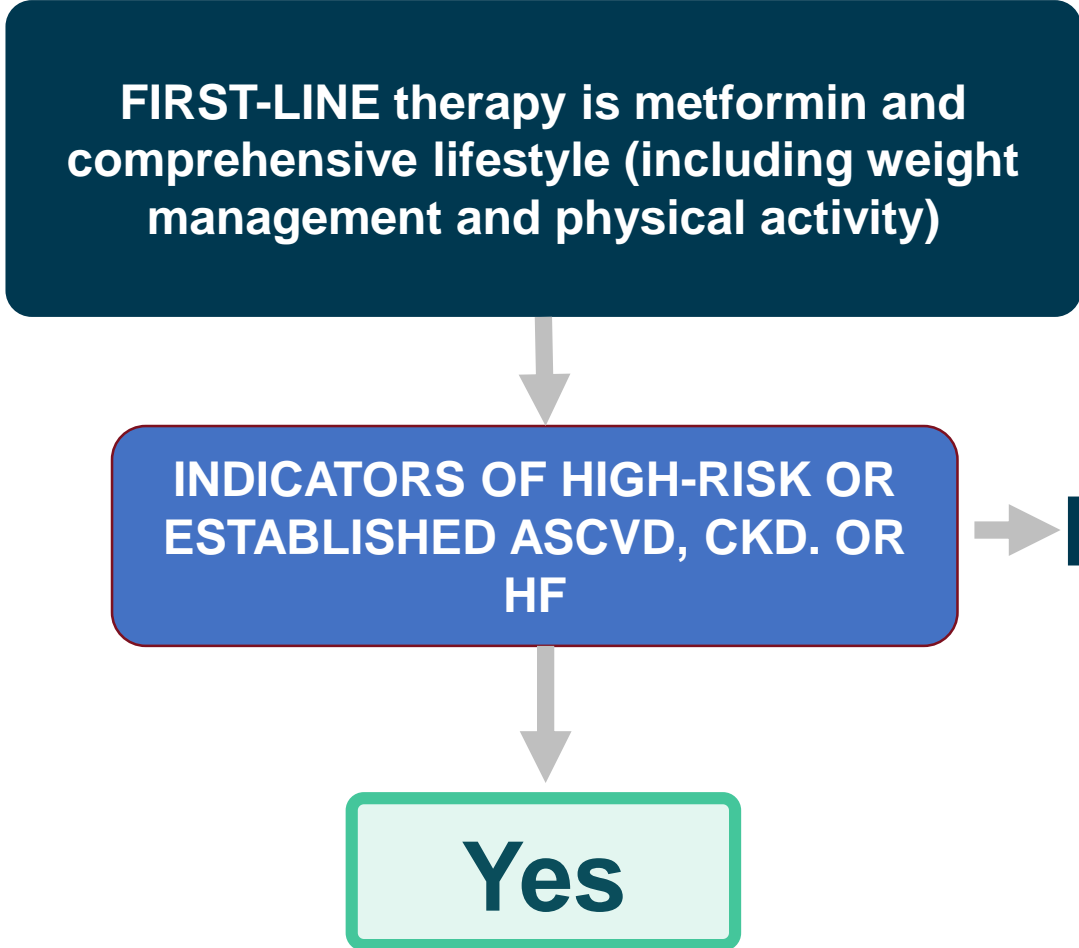 FIRST-LINE therapy is metformin and
comprehensive lifestyle (including weight
management and physical activity)
INDICATORS OF HIGH-RISK OR
ESTABLISHED ASCVD, CKD. OR
HF
Yes